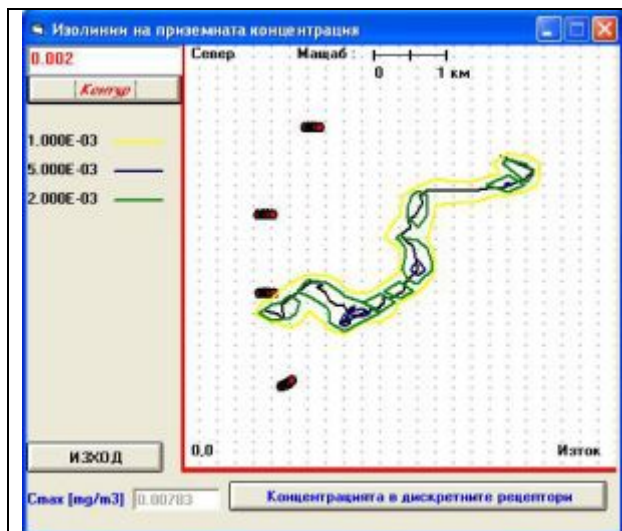 Изолинии на приземната концентрация
0.002
Север Мащаб :
0 1 км
Контур
1.000E-03
5.000E-03
2.000E-03
ИЗХОД
0,0 Изток
Cmax [mg/m3] 0.00783 Концентрацията в дискретните рецептори